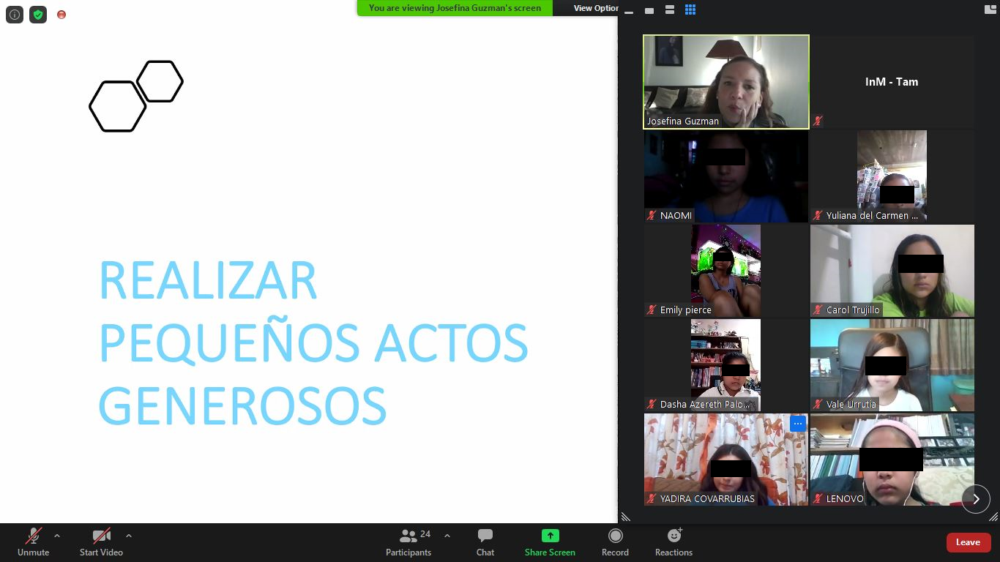 You are viewing Josefina Guzman's screen
View Option
REALIZAR
PEQUEÑOS ACTOS
GENEROSOS
Josefina Guzman
InM - Tam
NAOMI
Yuliana del Carmen ...
Emily pierce
Carol Trujillo
Dasha Azereth Palo...
Vale Urrutia
YADIRA COVARRUBIAS
LENOVO
Unmute
Start Video
24
Participants
Chat
Share Screen
Record
Reactions
Leave